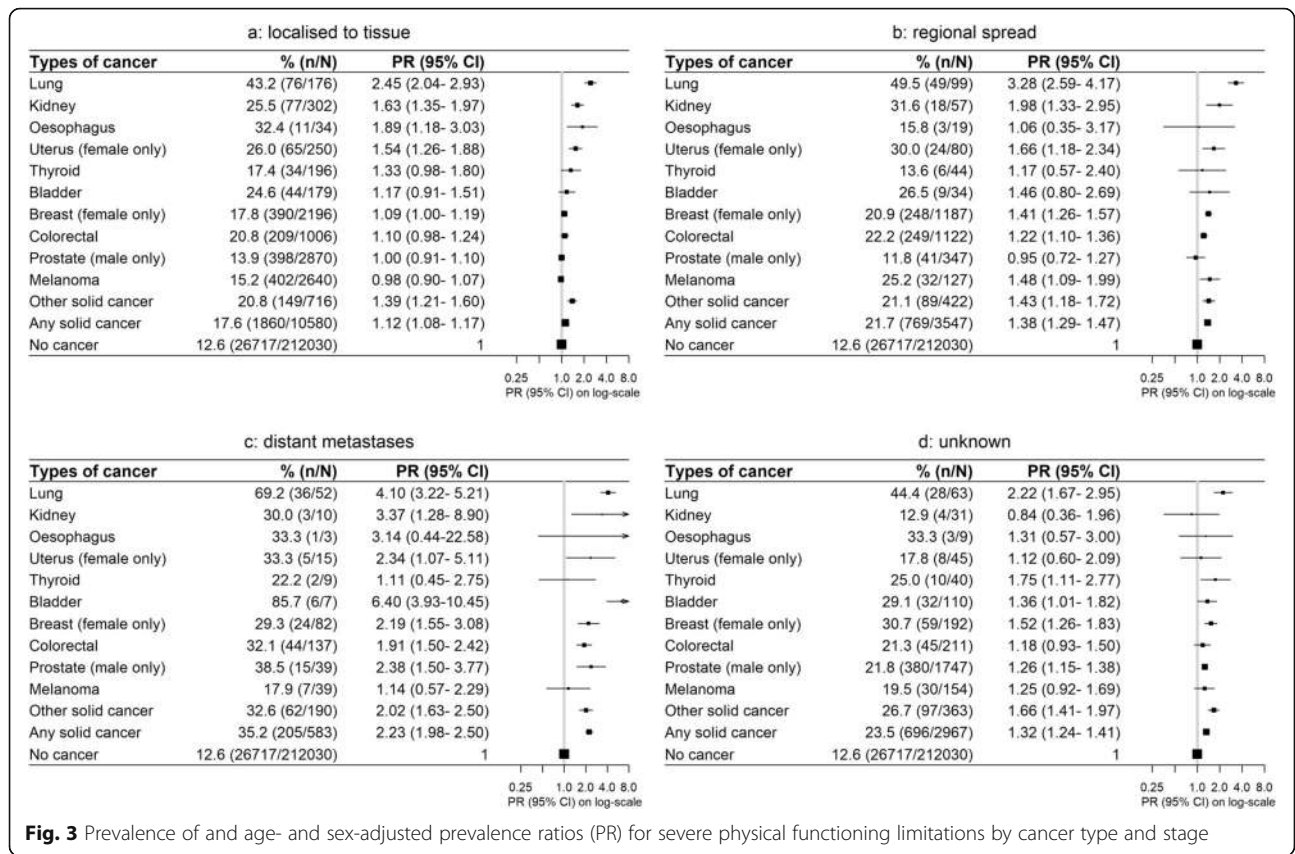 a: localised to tissue
Types of cancer % (n/N) PR (95% CI)
Lung 43.2 (76/176) 2.45 (2.04- 2.93)
Kidney 25.5 (77/302) 1.63 (1.35- 1.97)
Oesophagus 32.4 (11/34) 1.89 (1.18- 3.03)
Uterus (female only) 26.0 (65/250) 1.54 (1.26- 1.88)
Thyroid 17.4 (34/196) 1.33 (0.98- 1.80)
Bladder 24.6 (44/179) 1.17 (0.91- 1.51)
Breast (female only) 17.8 (390/2196) 1.09 (1.00- 1.19)
Colorectal 20.8 (209/1006) 1.10 (0.98- 1.24)
Prostate (male only) 13.9 (398/2870) 1.00 (0.91- 1.10)
Melanoma 15.2 (402/2640) 0.98 (0.90- 1.07)
Other solid cancer 20.8 (149/716) 1.39 (1.21- 1.60)
Any solid cancer 17.6 (1860/10580) 1.12 (1.08- 1.17)
No cancer 12.6 (26717/212030) 1
0.25 1.0 2.0 4.0 8.0
PR (95% CI) on log-scale
b: regional spread
Types of cancer % (n/N) PR (95% CI)
Lung 49.5 (49/99) 3.28 (2.59- 4.17)
Kidney 31.6 (18/57) 1.98 (1.33- 2.95)
Oesophagus 15.8 (3/19) 1.06 (0.35- 3.17)
Uterus (female only) 30.0 (24/80) 1.66 (1.18- 2.34)
Thyroid 13.6 (6/44) 1.17 (0.57- 2.40)
Bladder 26.5 (9/34) 1.46 (0.80- 2.69)
Breast (female only) 20.9 (248/1187) 1.41 (1.26- 1.57)
Colorectal 22.2 (249/1122) 1.22 (1.10- 1.36)
Prostate (male only) 11.8 (41/347) 0.95 (0.72- 1.27)
Melanoma 25.2 (32/127) 1.48 (1.09- 1.99)
Other solid cancer 21.1 (89/422) 1.43 (1.18- 1.72)
Any solid cancer 21.7 (769/3547) 1.38 (1.29- 1.47)
No cancer 12.6 (26717/212030) 1
0.25 1.0 2.0 4.0 8.0
PR (95% CI) on log-scale
c: distant metastases
Types of cancer % (n/N) PR (95% CI)
Lung 69.2 (36/52) 4.10 (3.22- 5.21)
Kidney 30.0 (3/10) 3.37 (1.28- 8.90)
Oesophagus 33.3 (1/3) 3.14 (0.44-22.58)
Uterus (female only) 33.3 (5/15) 2.34 (1.07- 5.11)
Thyroid 22.2 (2/9) 1.11 (0.45- 2.75)
Bladder 85.7 (6/7) 6.40 (3.93-10.45)
Breast (female only) 29.3 (24/82) 2.19 (1.55- 3.08)
Colorectal 32.1 (44/137) 1.91 (1.50- 2.42)
Prostate (male only) 38.5 (15/39) 2.38 (1.50- 3.77)
Melanoma 17.9 (7/39) 1.14 (0.57- 2.29)
Other solid cancer 32.6 (62/190) 2.02 (1.63- 2.50)
Any solid cancer 35.2 (205/583) 2.23 (1.98- 2.50)
No cancer 12.6 (26717/212030) 1
0.25 1.0 2.0 4.0 8.0
PR (95% CI) on log-scale
d: unknown
Types of cancer % (n/N) PR (95% CI)
Lung 44.4 (28/63) 2.22 (1.67- 2.95)
Kidney 12.9 (4/31) 0.84 (0.36- 1.96)
Oesophagus 33.3 (3/9) 1.31 (0.57- 3.00)
Uterus (female only) 17.8 (8/45) 1.12 (0.60- 2.09)
Thyroid 25.0 (10/40) 1.75 (1.11- 2.77)
Bladder 29.1 (32/110) 1.36 (1.01- 1.82)
Breast (female only) 30.7 (59/192) 1.52 (1.26- 1.83)
Colorectal 21.3 (45/211) 1.18 (0.93- 1.50)
Prostate (male only) 21.8 (380/1747) 1.26 (1.15- 1.38)
Melanoma 19.5 (30/154) 1.25 (0.92- 1.69)
Other solid cancer 26.7 (97/363) 1.66 (1.41- 1.97)
Any solid cancer 23.5 (696/2967) 1.32 (1.24- 1.41)
No cancer 12.6 (26717/212030) 1
0.25 1.0 2.0 4.0 8.0
PR (95% CI) on log-scale
Fig. 3 Prevalence of and age- and sex-adjusted prevalence ratios (PR) for severe physical functioning limitations by cancer type and stage